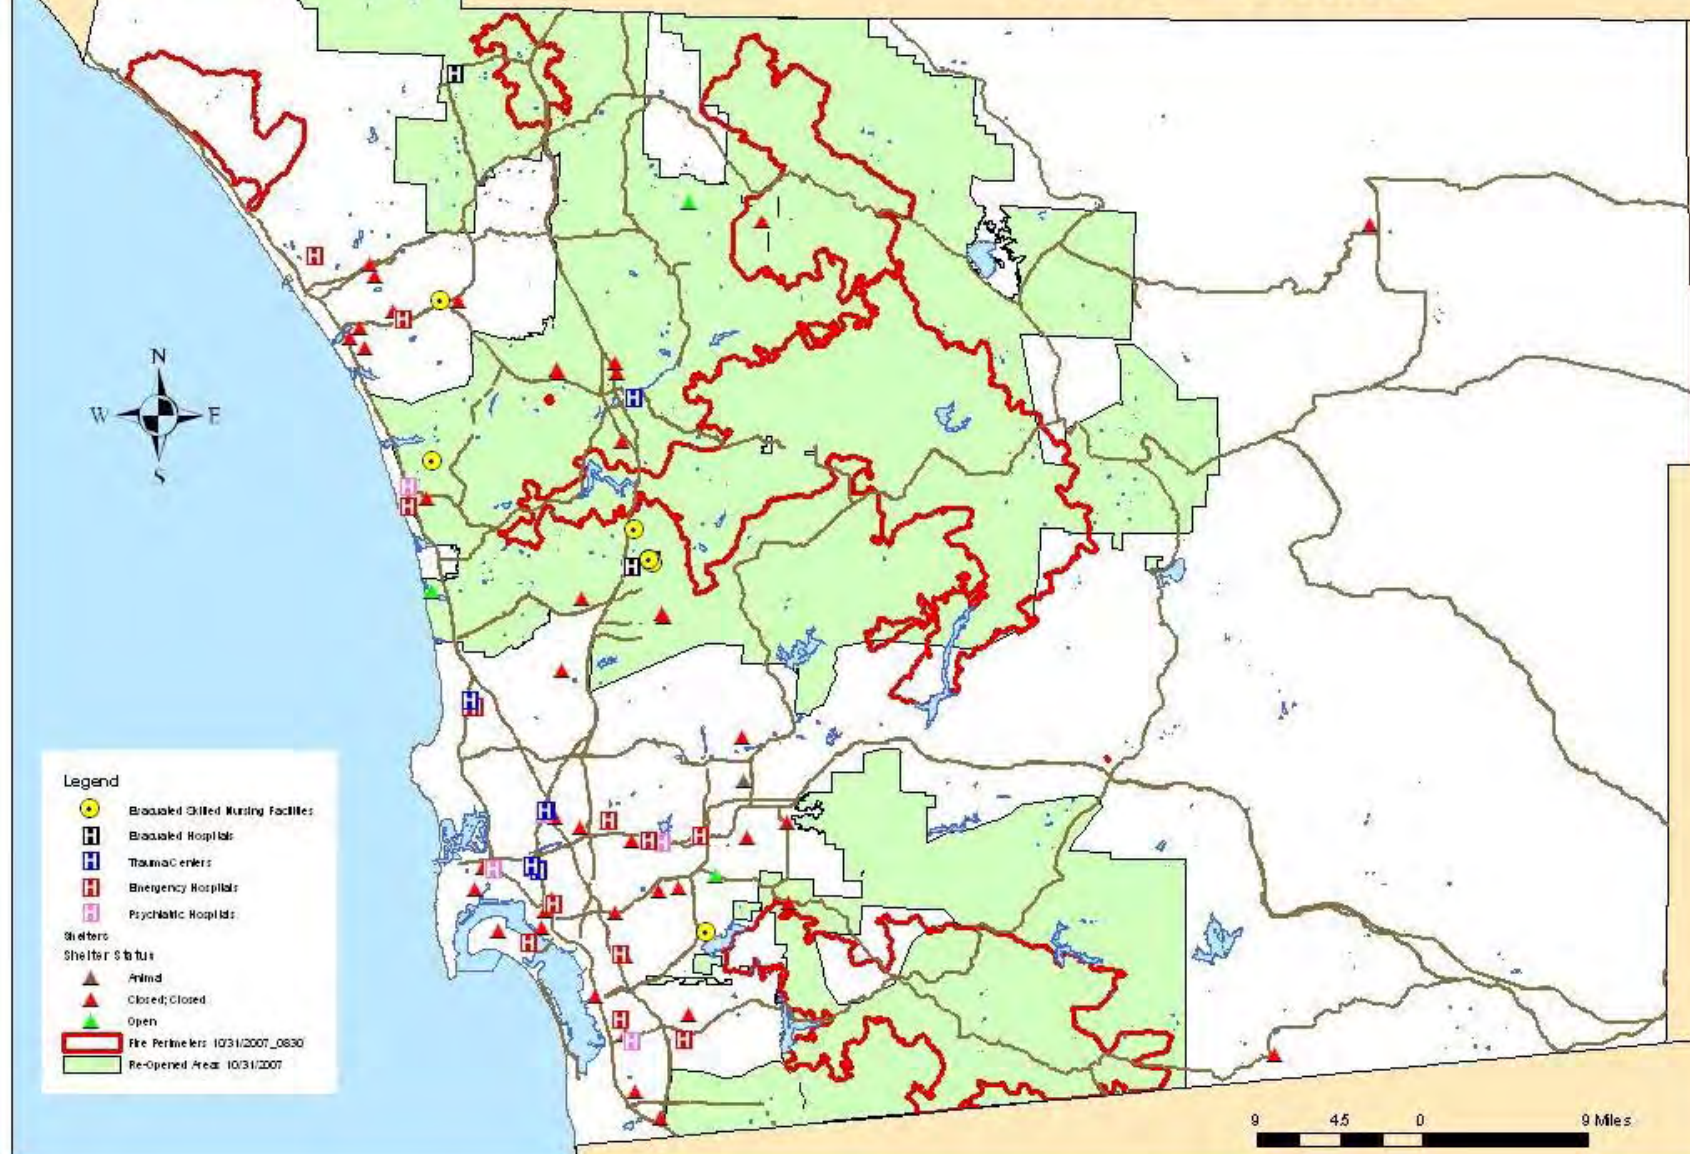 N
W E
S
Legend
Evacuated Skilled Nursing Facilities
Evacuated Hospitals
Trauma Centers
Emergency Hospitals
Psychiatric Hospitals
Shelters
Shelter Status
Animal
Closed; Closed
Open
Fire Perimeters 10/31/2007_0830
Re-Opened Areas 10/31/2007
9 4.5 0 9 Miles